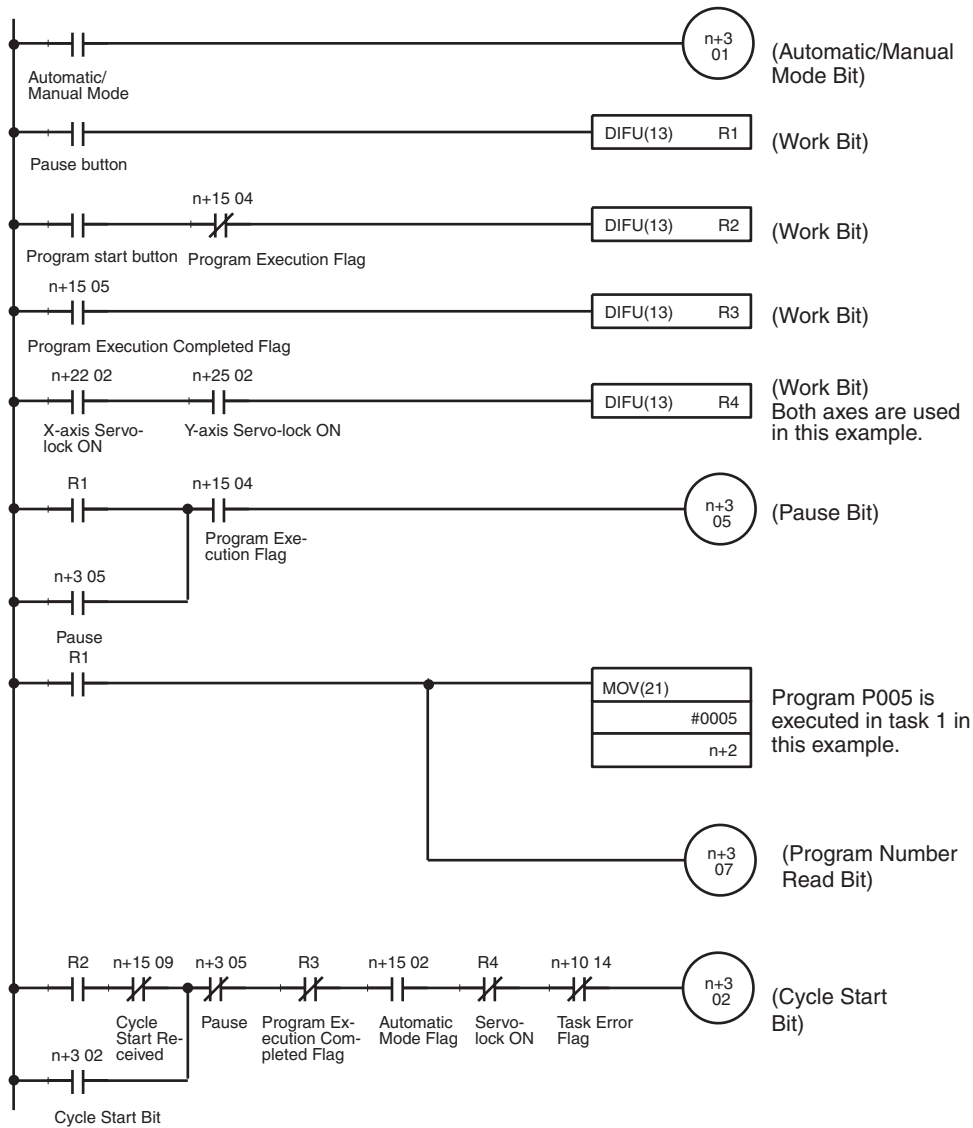 n+3
01
(Automatic/Manual
Mode Bit)
Automatic/
Manual Mode
DIFU(13) R1
(Work Bit)
Pause button
n+15 04
DIFU(13) R2
(Work Bit)
Program start button
Program Execution Flag
n+15 05
DIFU(13) R3
(Work Bit)
Program Execution Completed Flag
n+22 02
n+25 02
DIFU(13) R4
(Work Bit)
Both axes are used
in this example.
X-axis Servo-
lock ON
Y-axis Servo-lock ON
R1
n+15 04
n+3
05
(Pause Bit)
Program Exe-
cution Flag
n+3 05
Pause
R1
MOV(21)
#0005
n+2
Program P005 is
executed in task 1 in
this example.
n+3
07
(Program Number
Read Bit)
R2
n+15 09
n+3 05
R3
n+15 02
R4
n+10 14
n+3
02
(Cycle Start
Bit)
Cycle
Start Re-
ceived
Pause
Program Ex-
ecution Com-
pleted Flag
Automatic
Mode Flag
Servo-
lock ON
Task Error
Flag
n+3 02
Cycle Start Bit